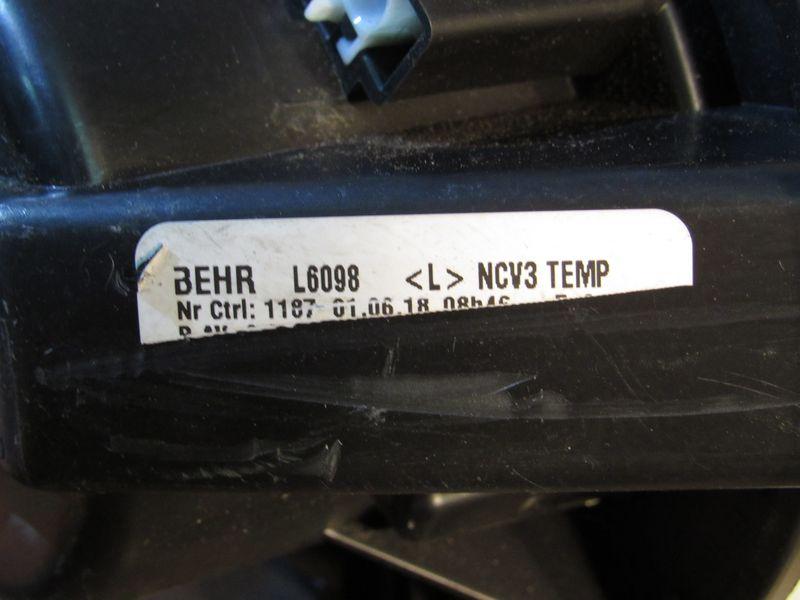 BEHR L6098 <L> NCV3 TEMP
Nr Ctrl: 1187 01.06.18 08h46